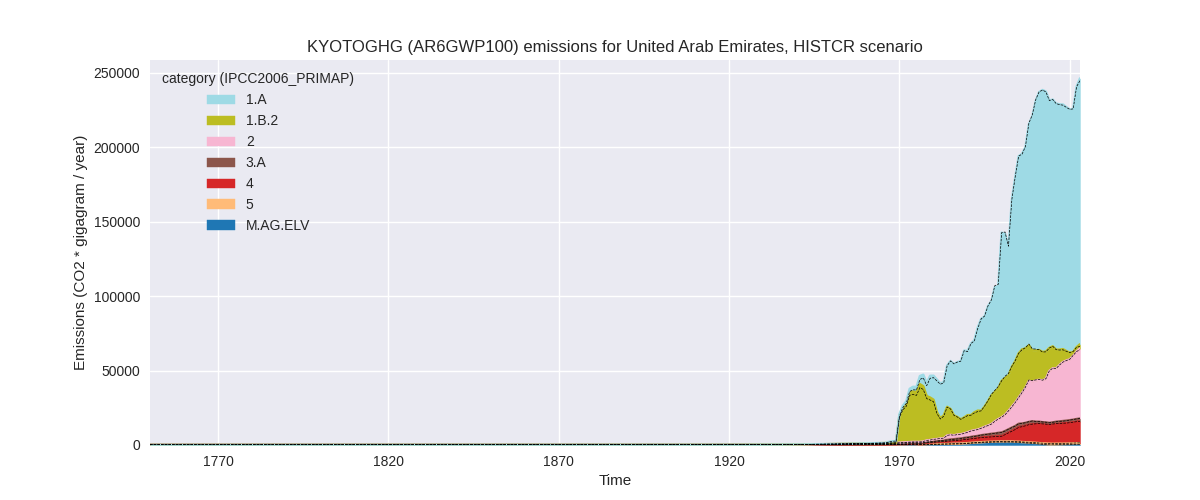 KYOTOGHG (AR6GWP100) emissions for United Arab Emirates, HISTCR scenario
Emissions (CO2 * gigagram / year)
250000
200000
150000
100000
50000
0
category (IPCC2006_PRIMAP)
1.A
1.B.2
2
3.A
4
5
M.AG.ELV
1770 1820 1870 1920 1970 2020
Time